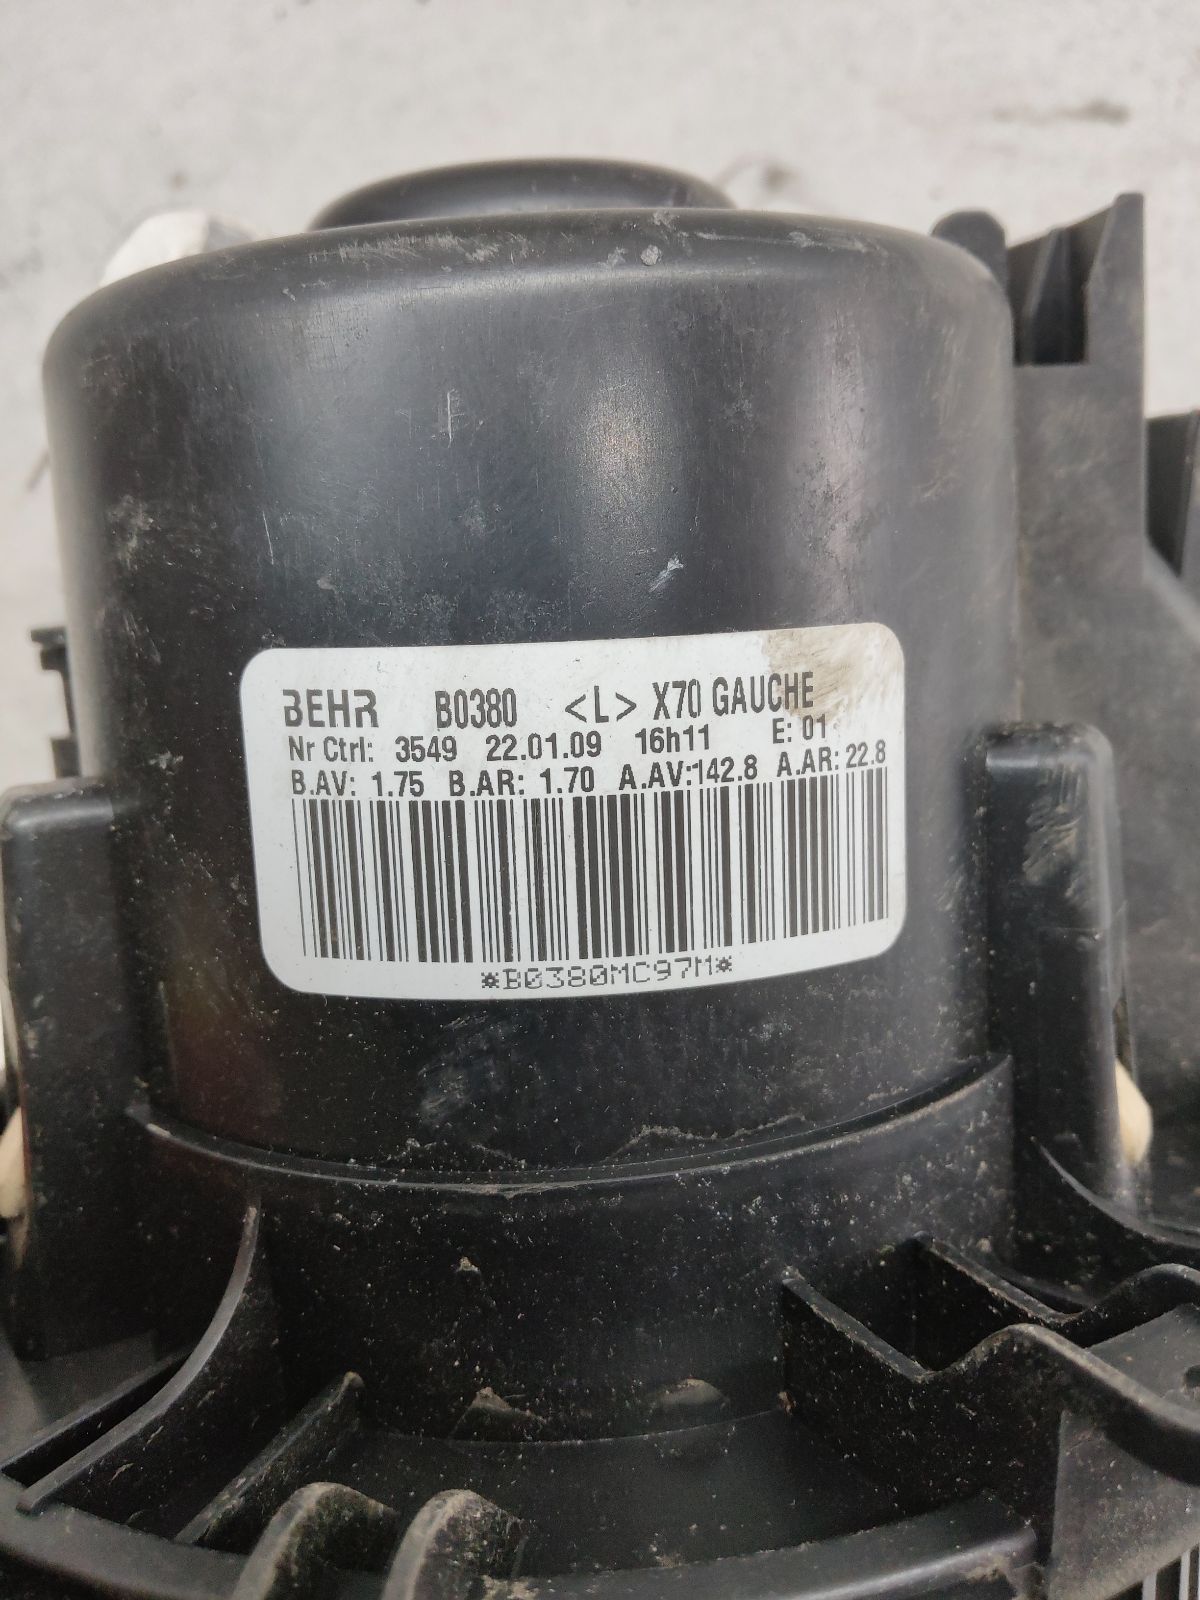 BEHR B0380 <L> X70 GAUCHE
Nr Ctrl: 3549 22.01.09 16h11 E: 01
B.AV: 1.75 B.AR: 1.70 A.AV:142.8 A.AR: 22.8
*B0380MC97M*